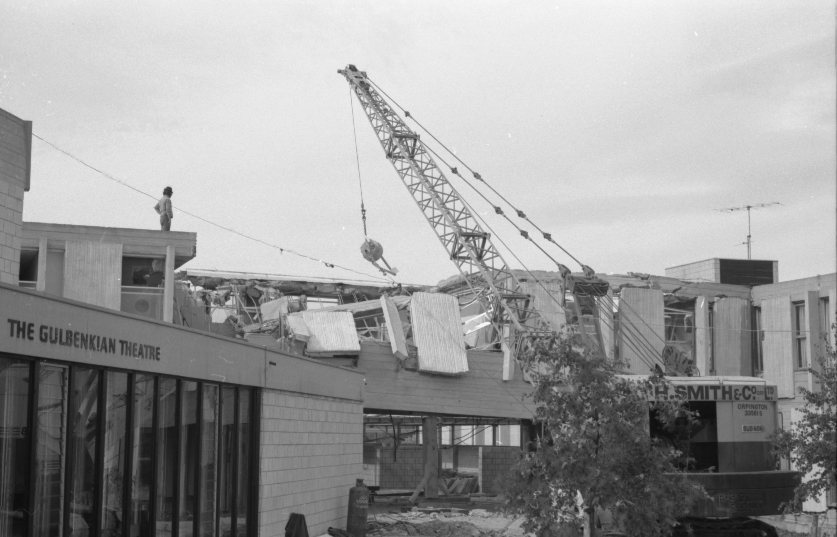 THE GULBENKIAN THEATRE
SMITH & Co
ORPINGTON